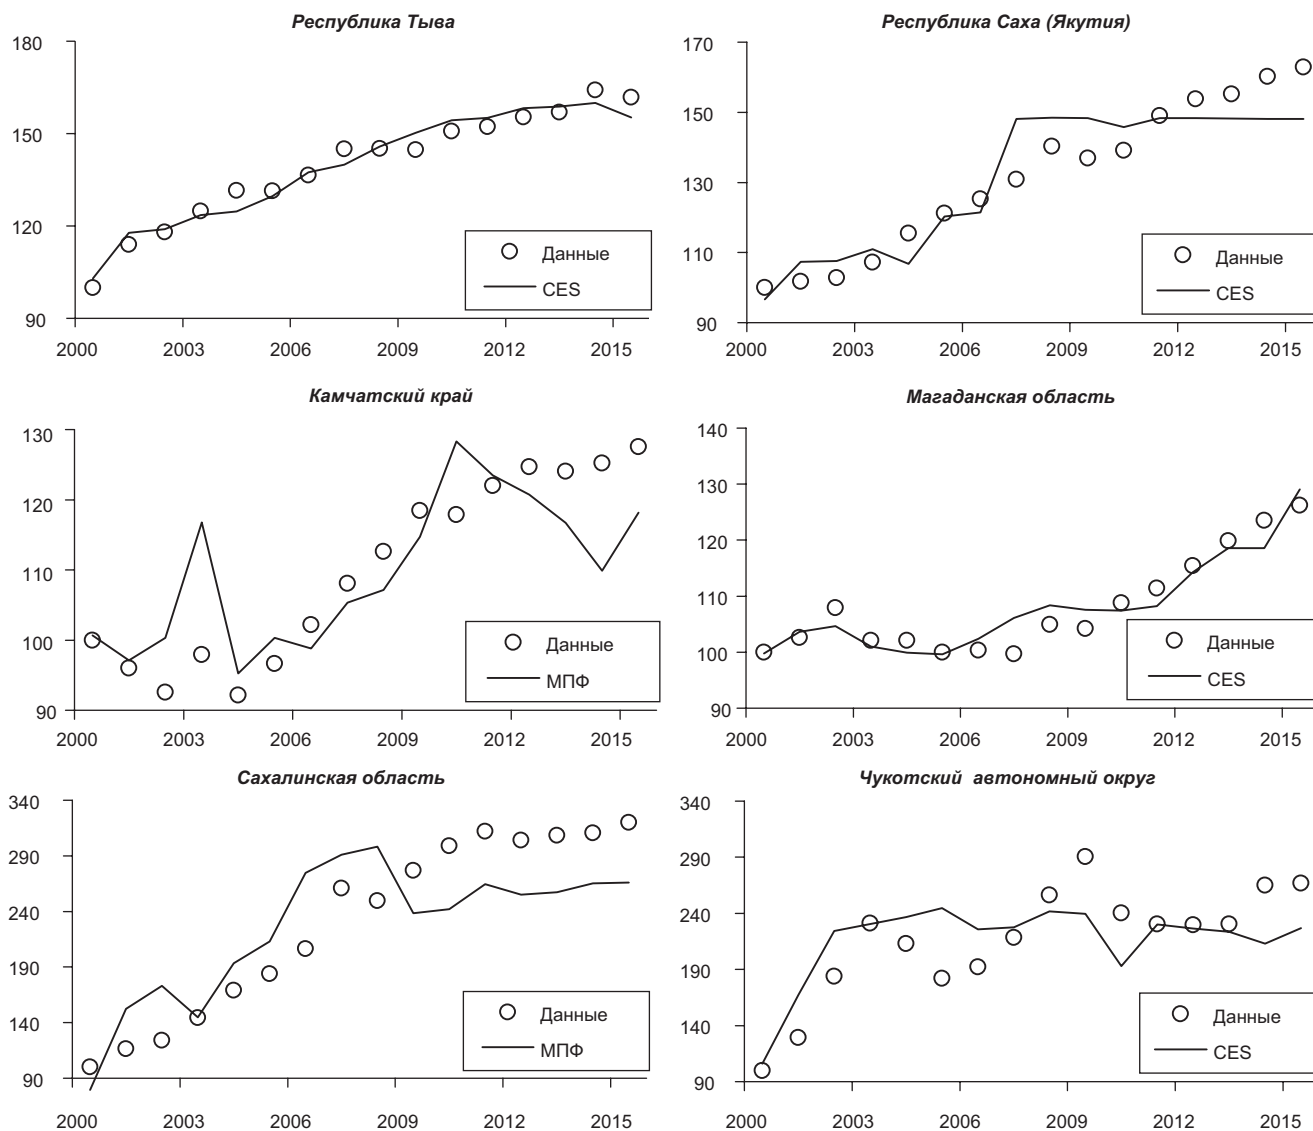 Республика Тыва
180
150
120
90
2000 2003 2006 2009 2012 2015
Данные
CES
Республика Саха (Якутия)
170
150
130
110
90
2000 2003 2006 2009 2012 2015
Данные
CES
Камчатский край
130
120
110
100
90
2000 2003 2006 2009 2012 2015
Данные
МПФ
Магаданская область
140
130
120
110
100
90
2000 2003 2006 2009 2012 2015
Данные
CES
Сахалинская область
340
290
240
190
140
90
2000 2003 2006 2009 2012 2015
Данные
МПФ
Чукотский автономный округ
340
290
240
190
140
90
2000 2003 2006 2009 2012 2015
Данные
CES